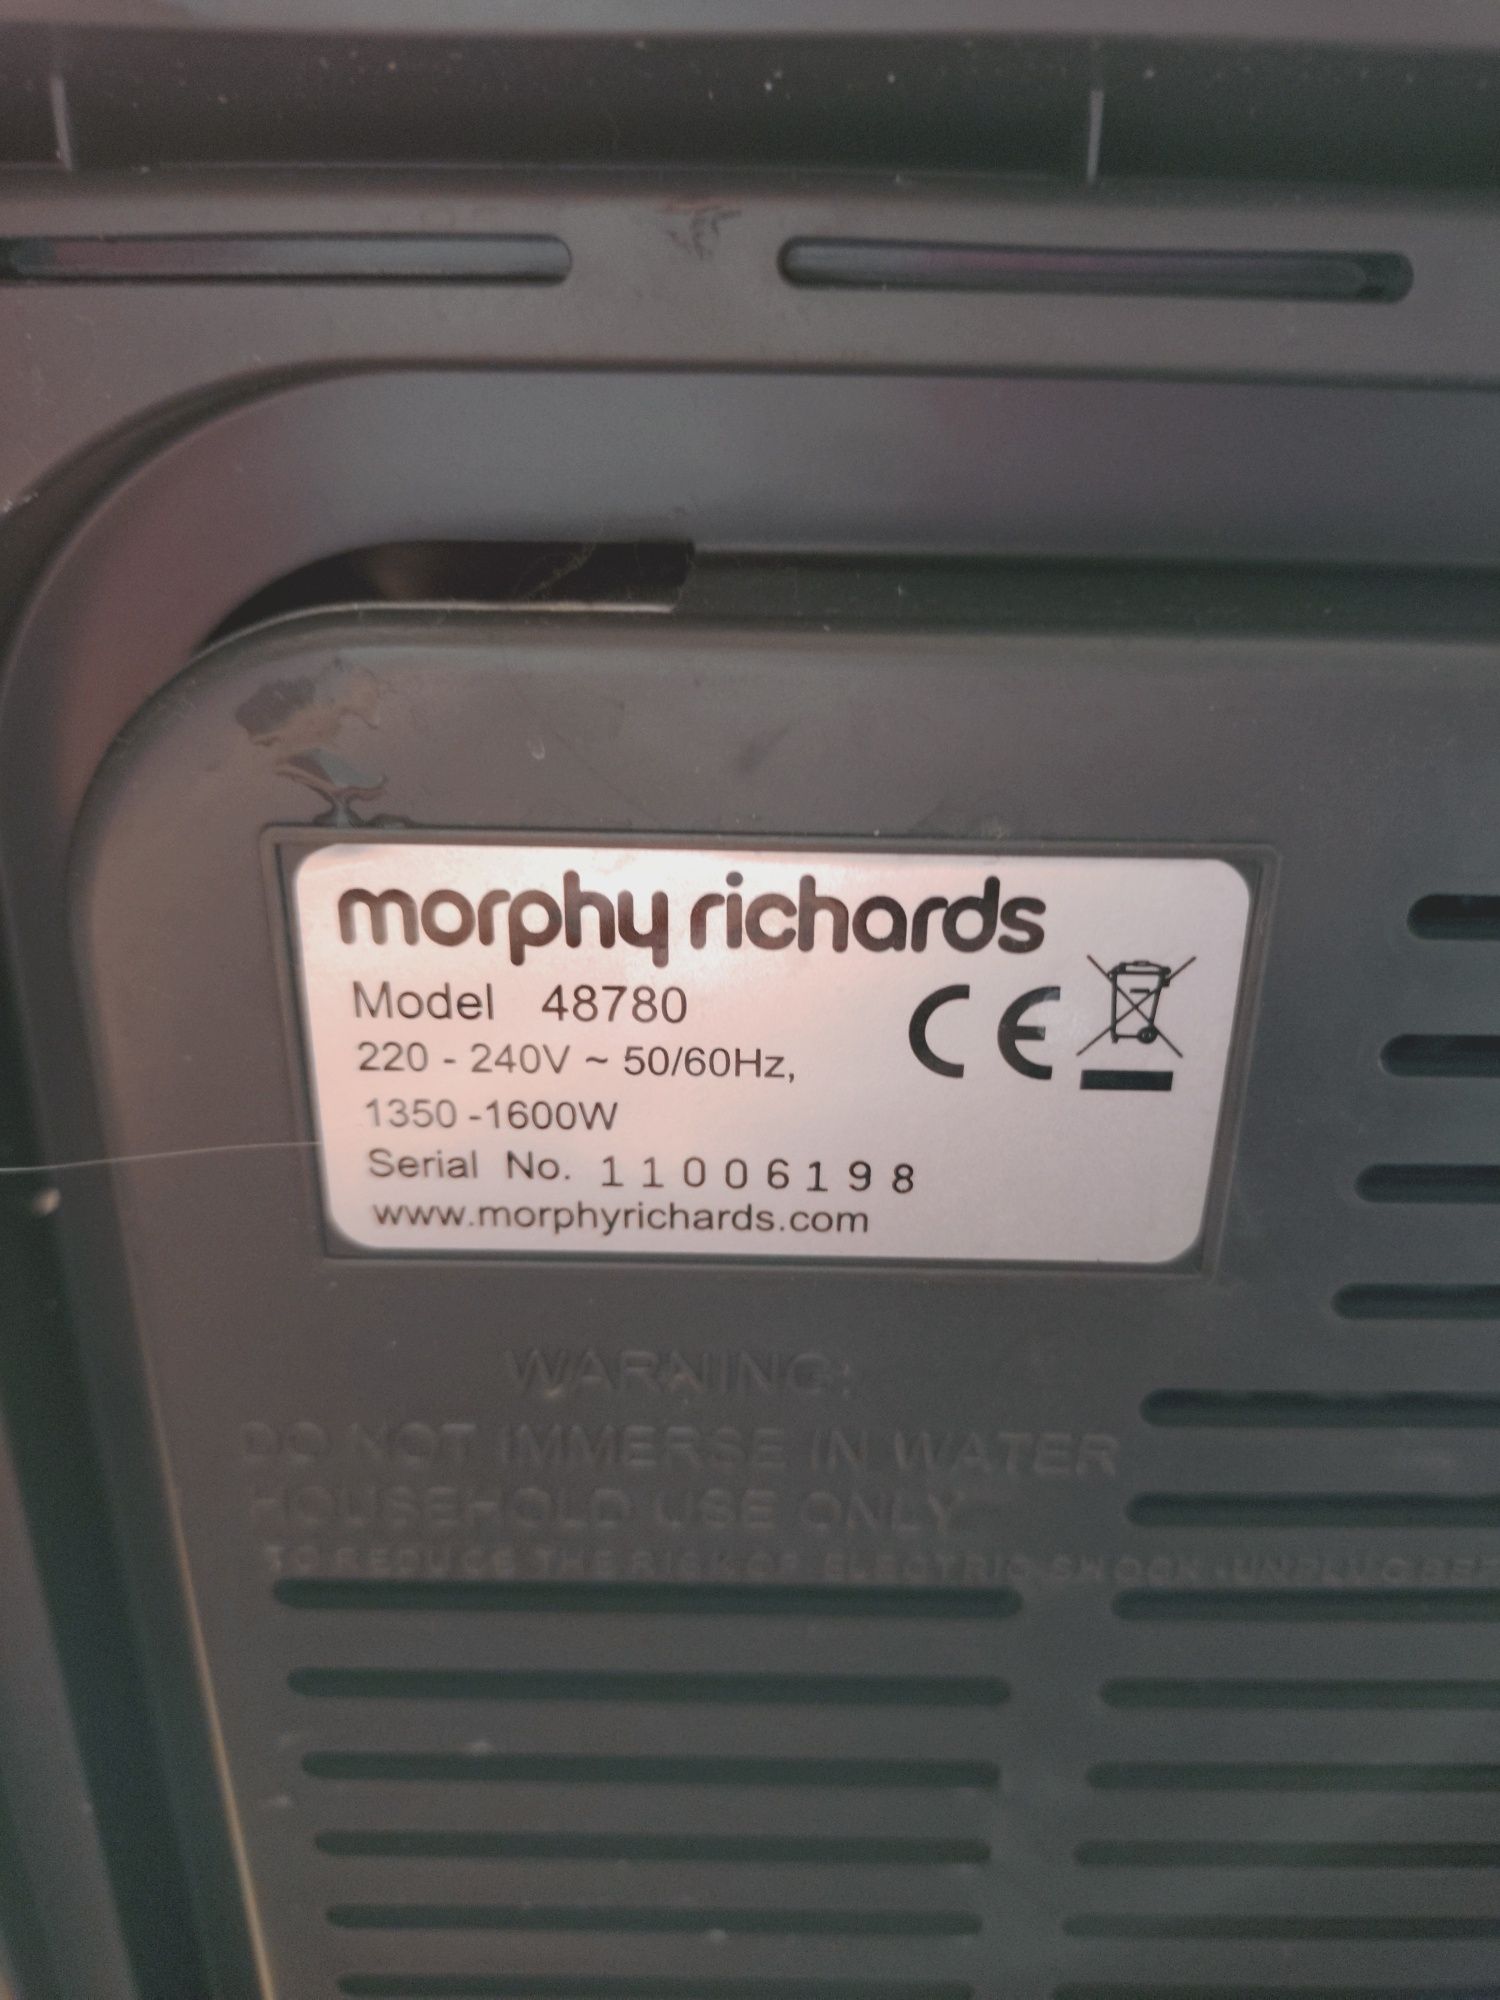 morphy richards
Model 48780
220 - 240V ~ 50/60Hz,
1350 -1600W
Serial No. 11006198
www.morphyrichards.com
CE
WARNING:
DO NOT IMMERSE IN WATER
HOUSEHOLD USE ONLY
TO REDUCE THE RISK OF ELECTRIC SHOCK, UNPLUG